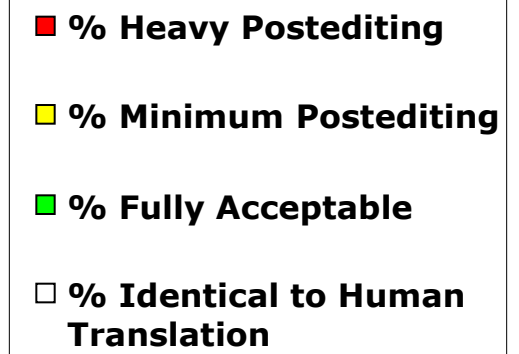 % Heavy Postediting
% Minimum Postediting
% Fully Acceptable
% Identical to Human
Translation